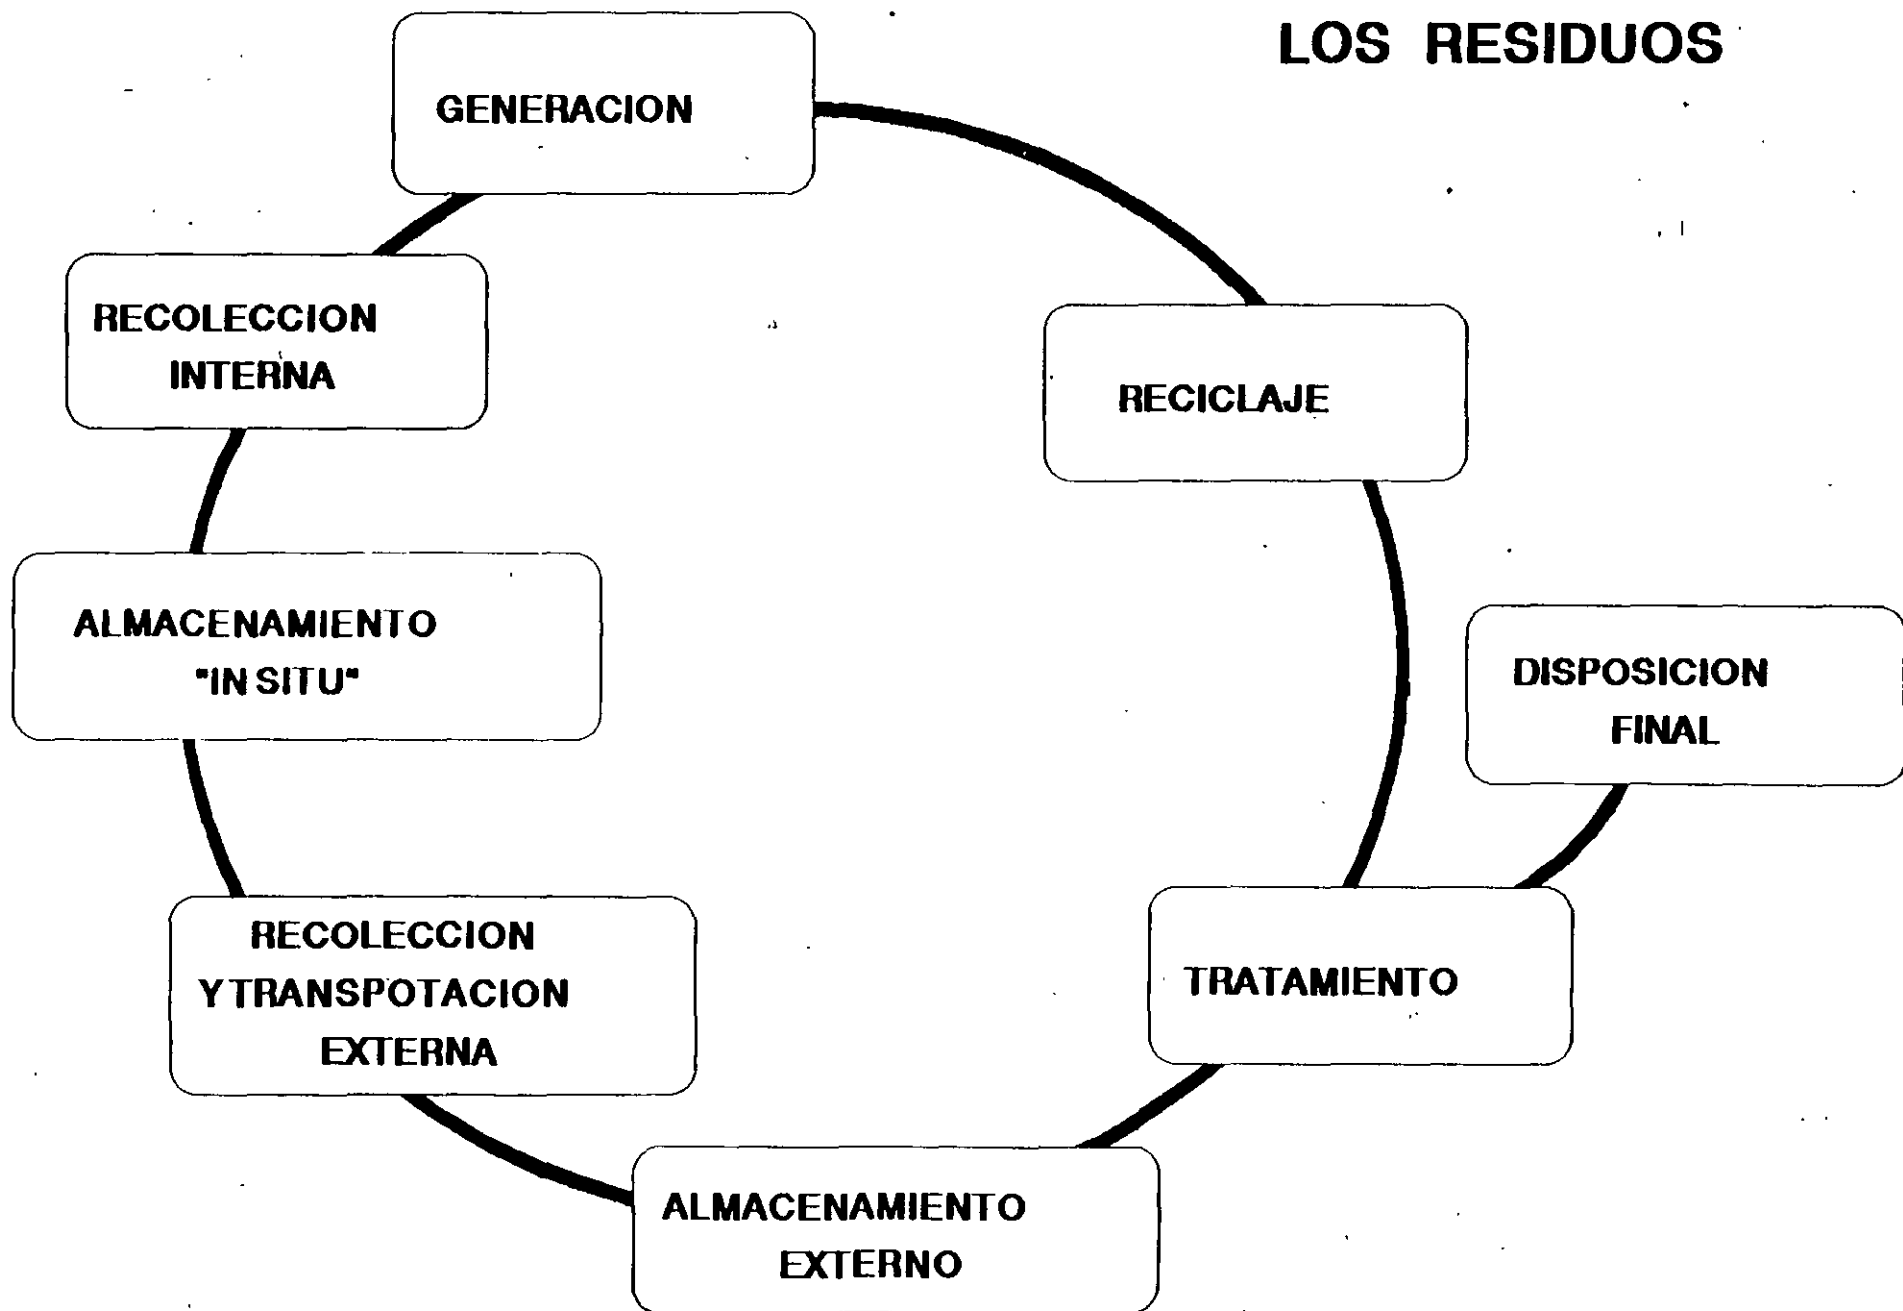 LOS RESIDUOS
GENERACION
RECOLECCION
INTERNA
RECICLAJE
ALMACENAMIENTO
"IN SITU"
DISPOSICION
FINAL
RECOLECCION
Y TRANSPOTACION
EXTERNA
TRATAMIENTO
ALMACENAMIENTO
EXTERNO